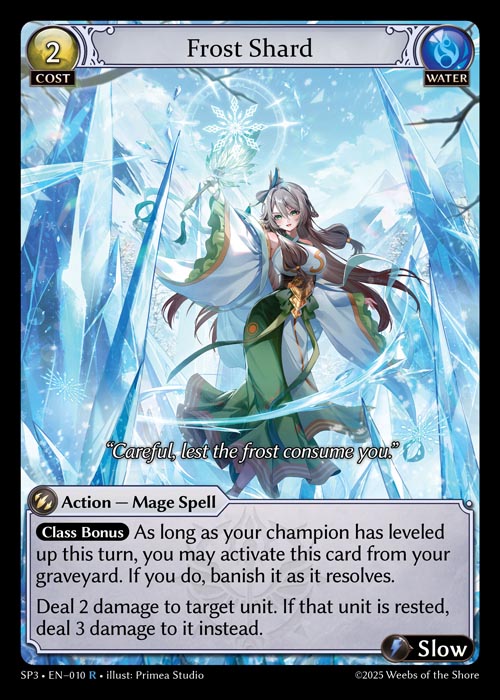 2
Frost Shard
COST
WATER
“Careful, lest the frost consume you.”
Action — Mage Spell
Class Bonus As long as your champion has leveled
up this turn, you may activate this card from your
graveyard. If you do, banish it as it resolves.
Deal 2 damage to target unit. If that unit is rested,
deal 3 damage to it instead.
Slow
SP3 • EN–010 R • illust: Primea Studio
©2025 Weebs of the Shore